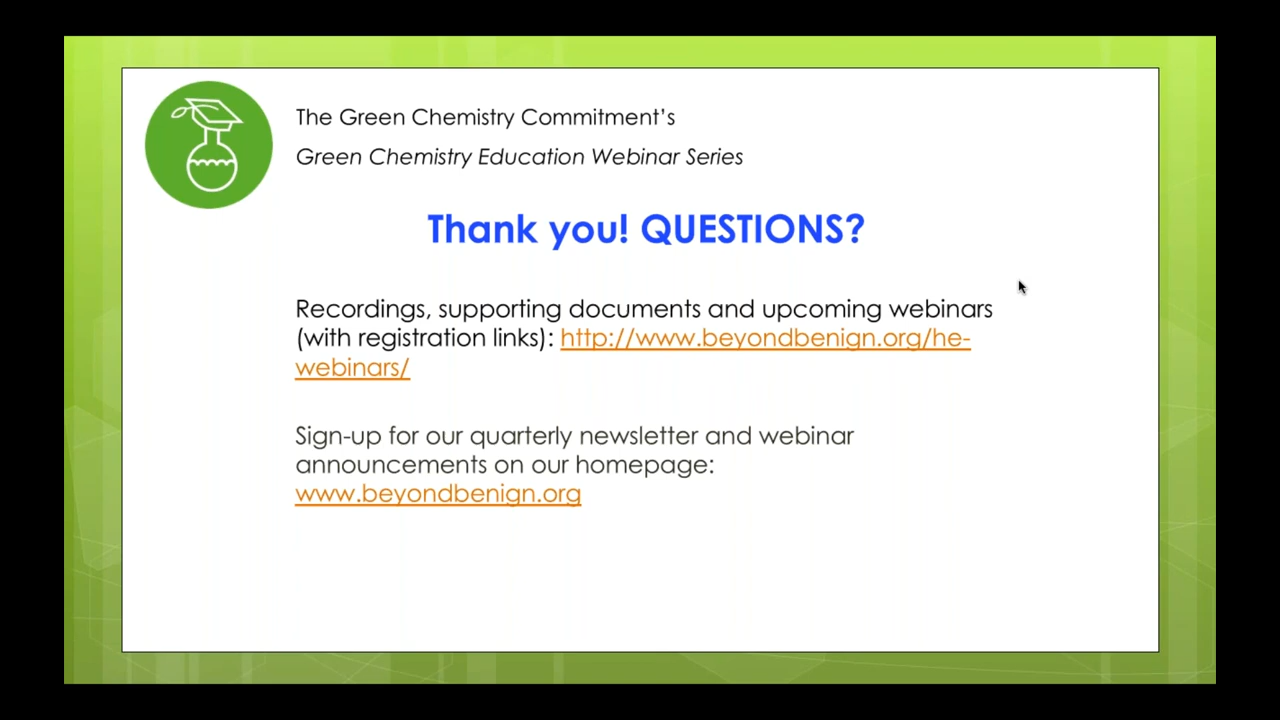 The Green Chemistry Commitment's
Green Chemistry Education Webinar Series
Thank you! QUESTIONS?
Recordings, supporting documents and upcoming webinars
(with registration links): http://www.beyondbenign.org/he-
webinars/
Sign-up for our quarterly newsletter and webinar
announcements on our homepage:
www.beyondbenign.org